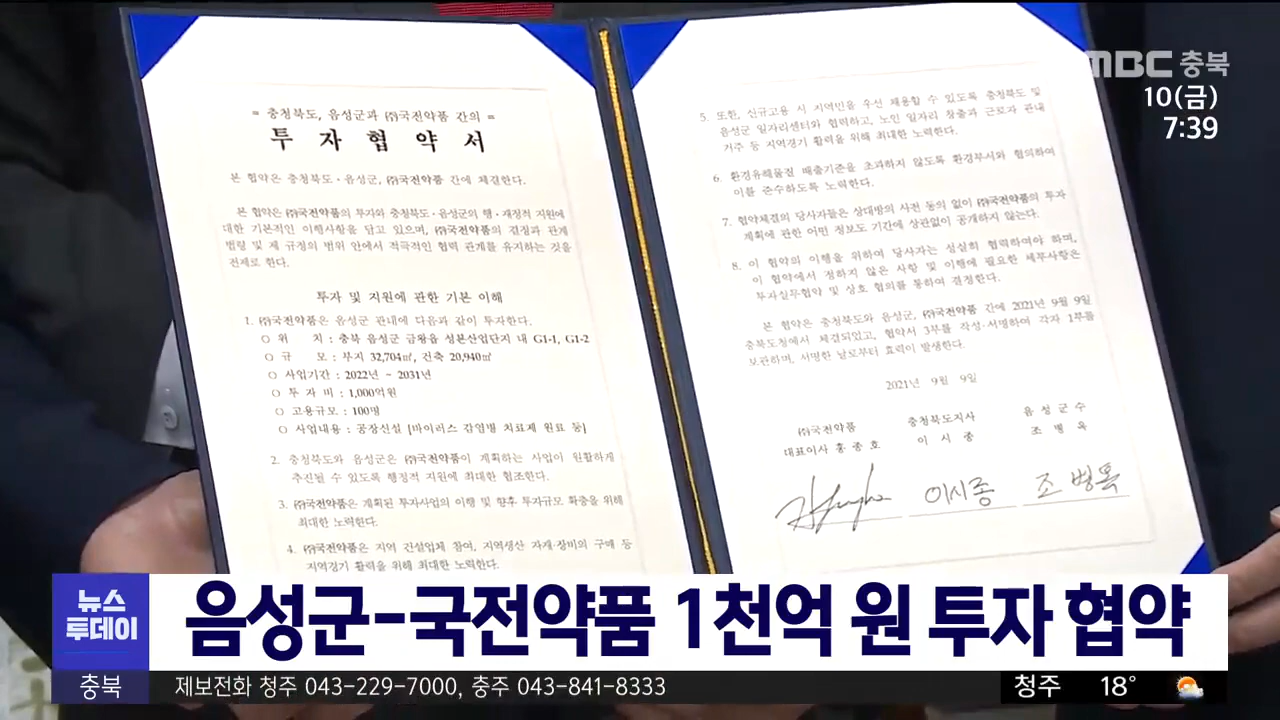 = 충청북도, 음성군과 ㈜국전약품 간의 =
투 자 협 약 서
본 협약은 충청북도 · 음성군, ㈜국전약품 간에 체결한다.
본 협약은 ㈜국전약품의 투자와 충청북도 · 음성군의 행 · 재정적 지원에
대한 기본적인 이행사항을 담고 있으며, ㈜국전약품의 결정과 관계
법령 및 제 규정의 범위 안에서 적극적인 협력 관계를 유지하는 것을
전제로 한다.
투자 및 지원에 관한 기본 이해
1. ㈜국전약품은 음성군 관내에 다음과 같이 투자한다.
○ 위 치 : 충북 음성군 금왕읍 성본산업단지 내 G1-1, G1-2
○ 규 모 : 부지 32,704㎡, 건축 20,940㎡
○ 사업기간 : 2022년 ~ 2031년
○ 투 자 비 : 1,000억원
○ 고용규모 : 100명
○ 사업내용 : 공장신설 [바이러스 감염병 치료제 원료 등]
2. 충청북도와 음성군은 ㈜국전약품이 계획하는 사업이 원활하게
추진될 수 있도록 행정적 지원에 최대한 협조한다.
3. ㈜국전약품은 계획된 투자사업의 이행 및 향후 투자규모 확충을 위해
최대한 노력한다.
4. ㈜국전약품은 지역 건설업체 참여, 지역생산 자재·장비의 구매 등
지역경기 활력을 위해 최대한 노력한다.
5. 또한, 신규고용 시 지역민을 우선 채용할 수 있도록 충청북도 및
음성군 일자리센터와 협력하고, 노인 일자리 창출과 근로자 관내
거주 등 지역경기 활력을 위해 최대한 노력한다.
6. 환경유해물질 배출기준을 초과하지 않도록 환경부서와 협의하여
이를 준수하도록 노력한다.
7. 협약체결의 당사자들은 상대방의 사전 동의 없이 ㈜국전약품의 투자
계획에 관한 어떤 정보도 기간에 상관없이 공개하지 않는다.
8. 이 협약의 이행을 위하여 당사자는 성실히 협력하여야 하며,
이 협약에서 정하지 않은 사항 및 이행에 필요한 세부사항은
투자실무협약 및 상호 협의를 통하여 결정한다.
본 협약은 충청북도와 음성군, ㈜국전약품 간에 2021년 9월 9일
충북도청에서 체결되었고, 협약서 3부를 작성·서명하여 각자 1부를
보관하며, 서명한 날로부터 효력이 발생한다.
2021년 9월 9일
㈜국전약품 충청북도지사 음 성 군 수
대표이사 홍 종 호 이 시 종 조 병 옥
이시종 조병옥
MBC 충북
10(금)
7:39
뉴스
투데이
음성군-국전약품 1천억 원 투자 협약
충북 제보전화 청주 043-229-7000, 충주 043-841-8333 청주 18°